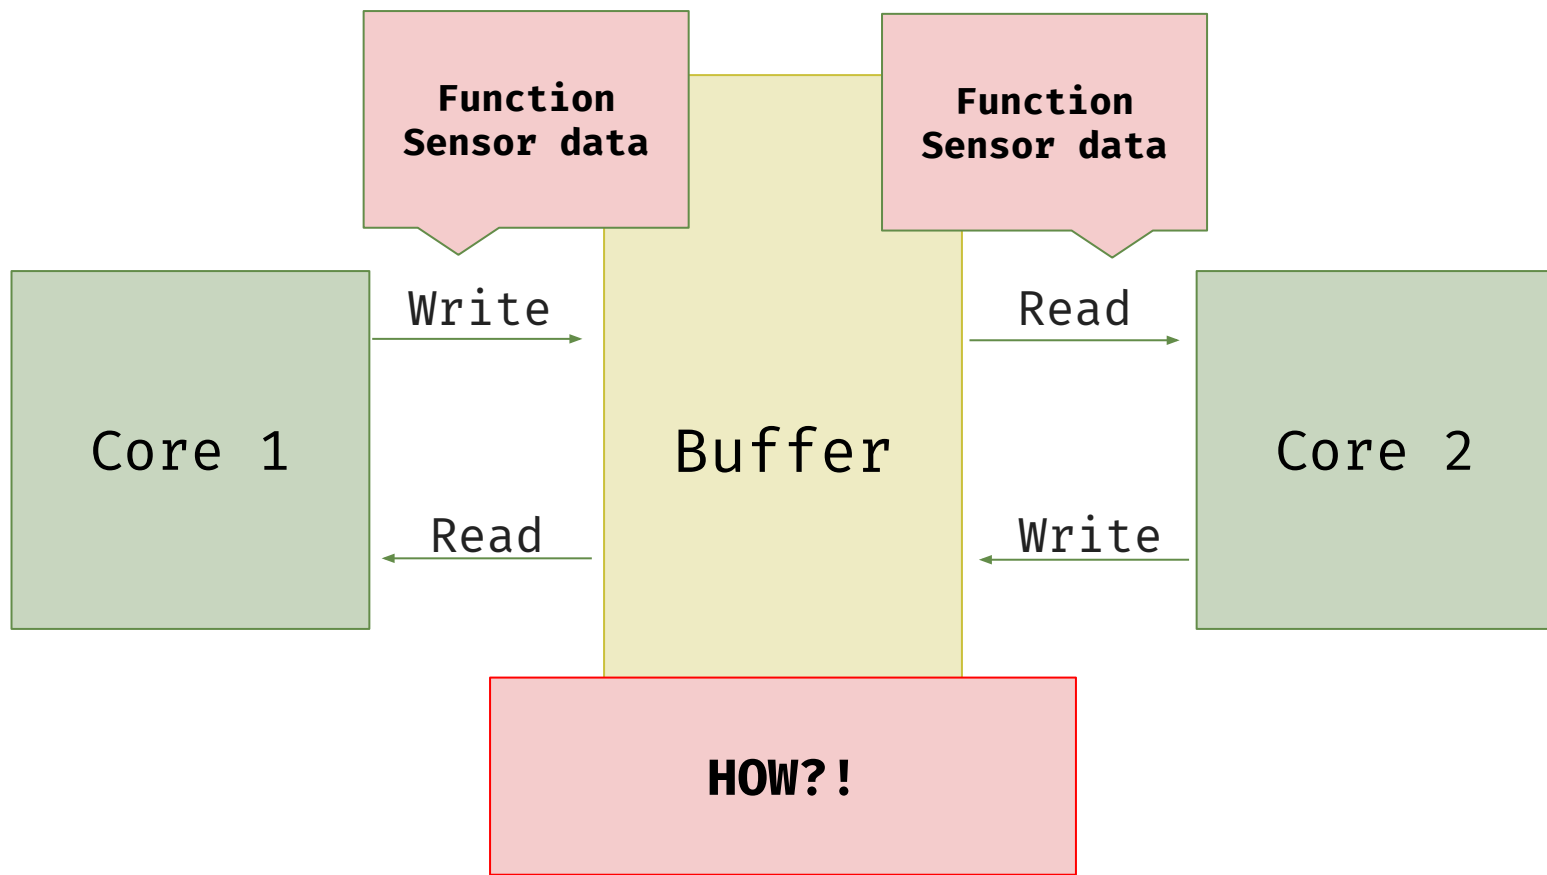 Function
Sensor data
Function
Sensor data
Write
Read
Core 1
Buffer
Core 2
Read
Write
HOW?!